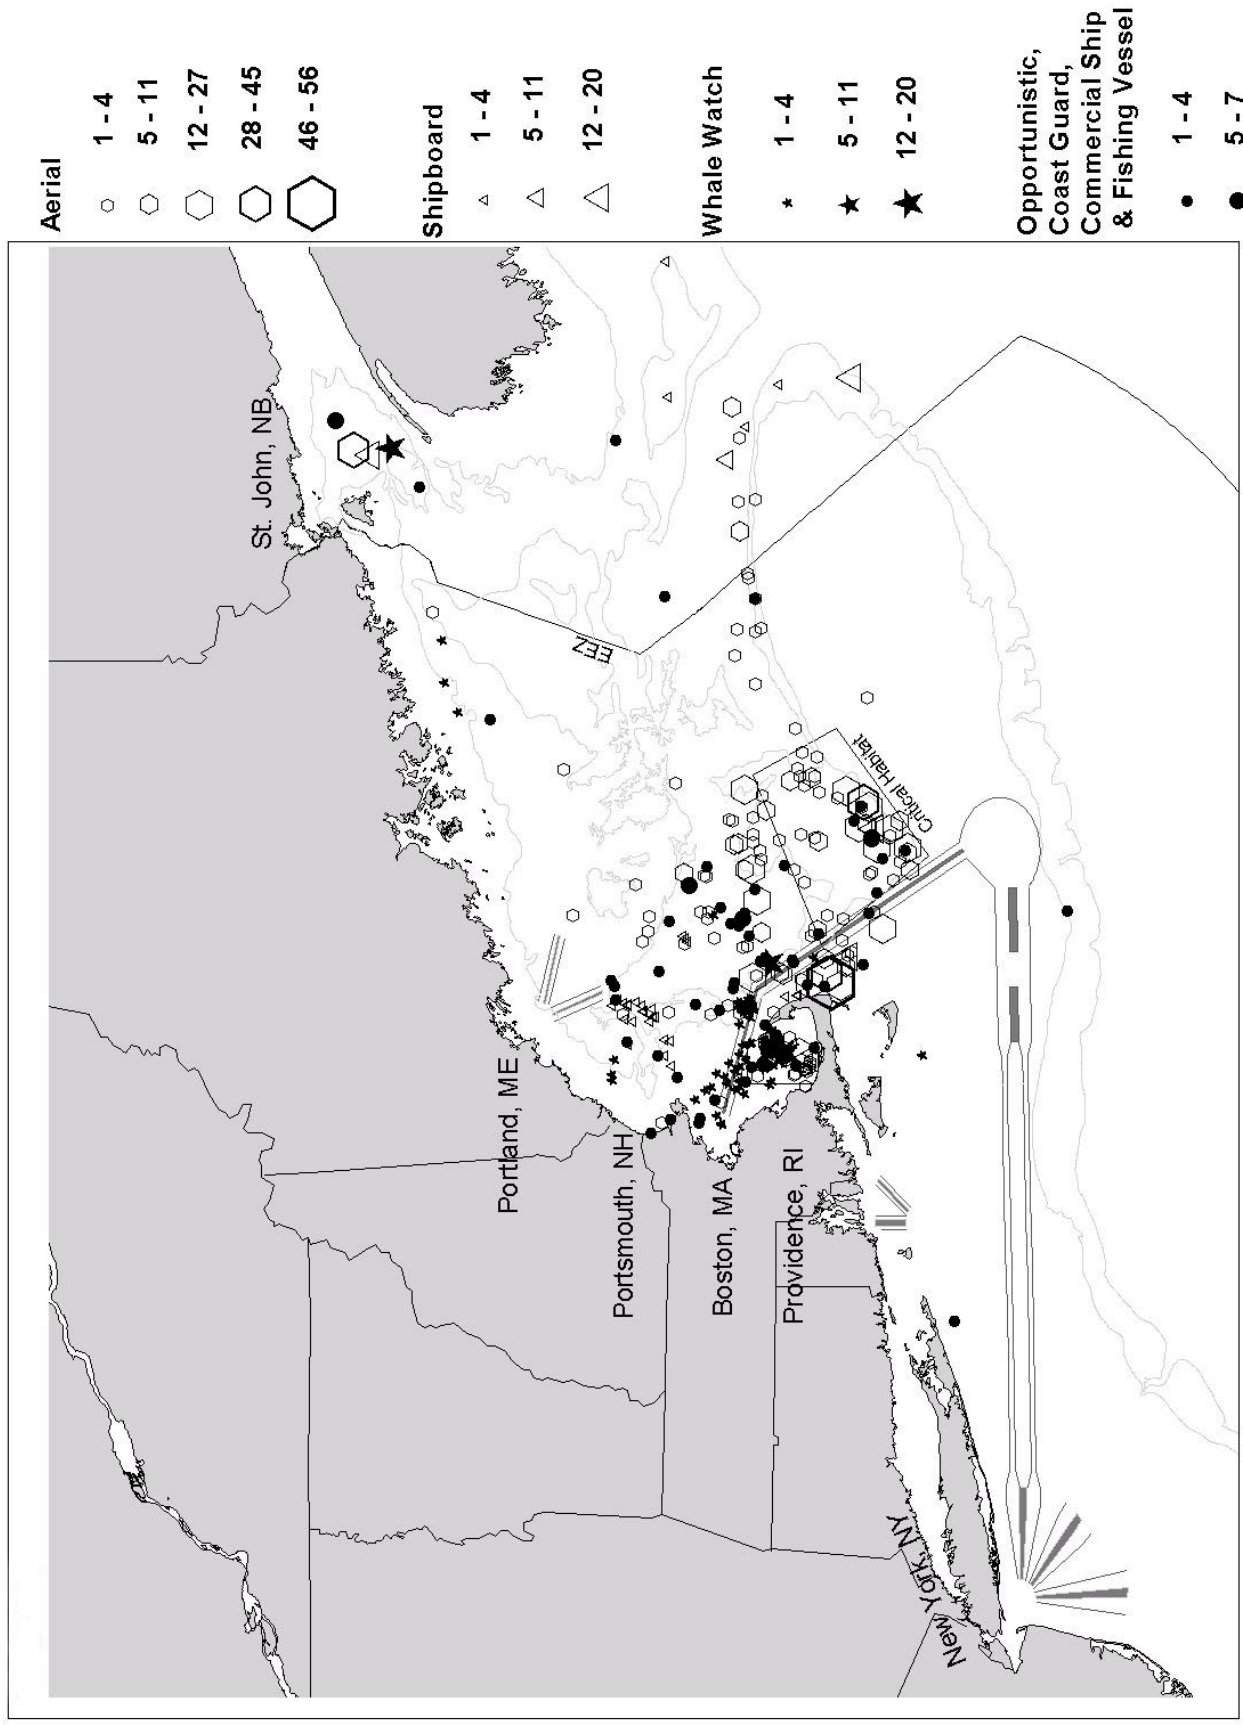 Aerial
1 - 4
5 - 11
12 - 27
28 - 45
46 - 56
Shipboard
1 - 4
5 - 11
12 - 20
Whale Watch
1 - 4
5 - 11
12 - 20
Opportunistic,
Coast Guard,
Commercial Ship
& Fishing Vessel
1 - 4
5 - 7
St. John, NB
EEZ
Critical Habitat
Portland, ME
Portsmouth, NH
Boston, MA
Providence, RI
New York, NY